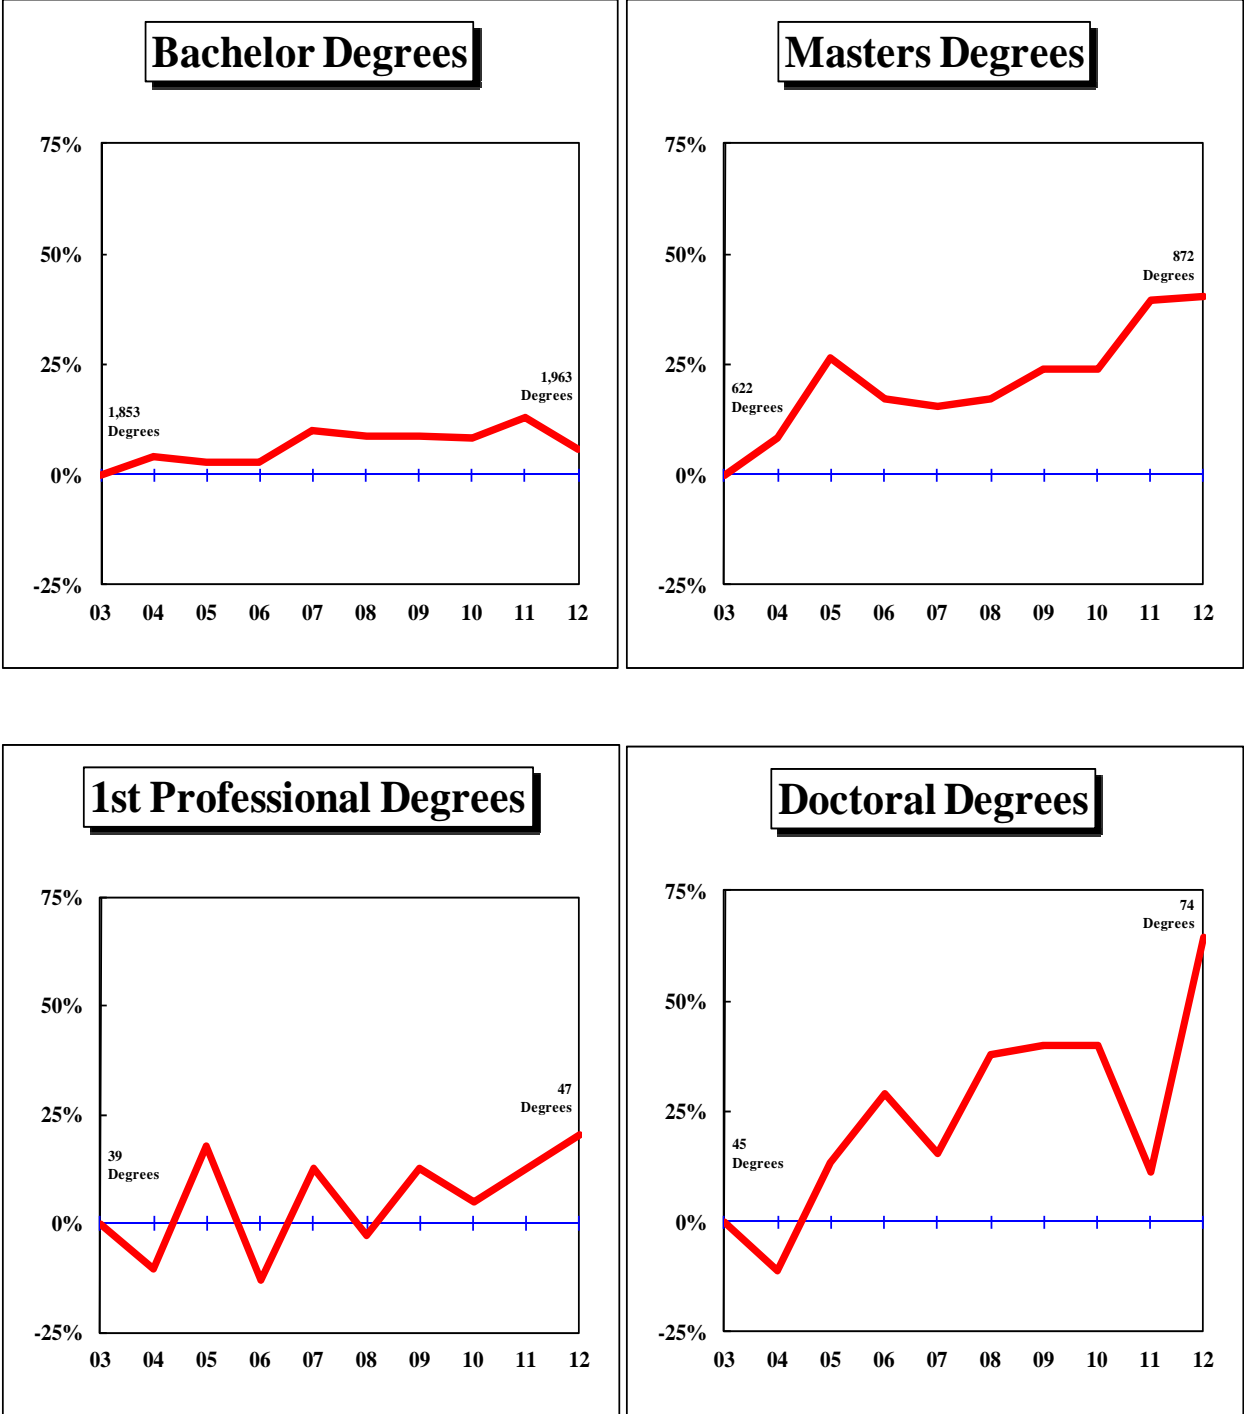 Bachelor Degrees
75%
50%
25%
0%
-25%
1,853
Degrees
1,963
Degrees
03 04 05 06 07 08 09 10 11 12
Masters Degrees
75%
50%
25%
0%
-25%
622
Degrees
872
Degrees
03 04 05 06 07 08 09 10 11 12
1st Professional Degrees
75%
50%
25%
0%
-25%
39
Degrees
47
Degrees
03 04 05 06 07 08 09 10 11 12
Doctoral Degrees
75%
50%
25%
0%
-25%
45
Degrees
74
Degrees
03 04 05 06 07 08 09 10 11 12